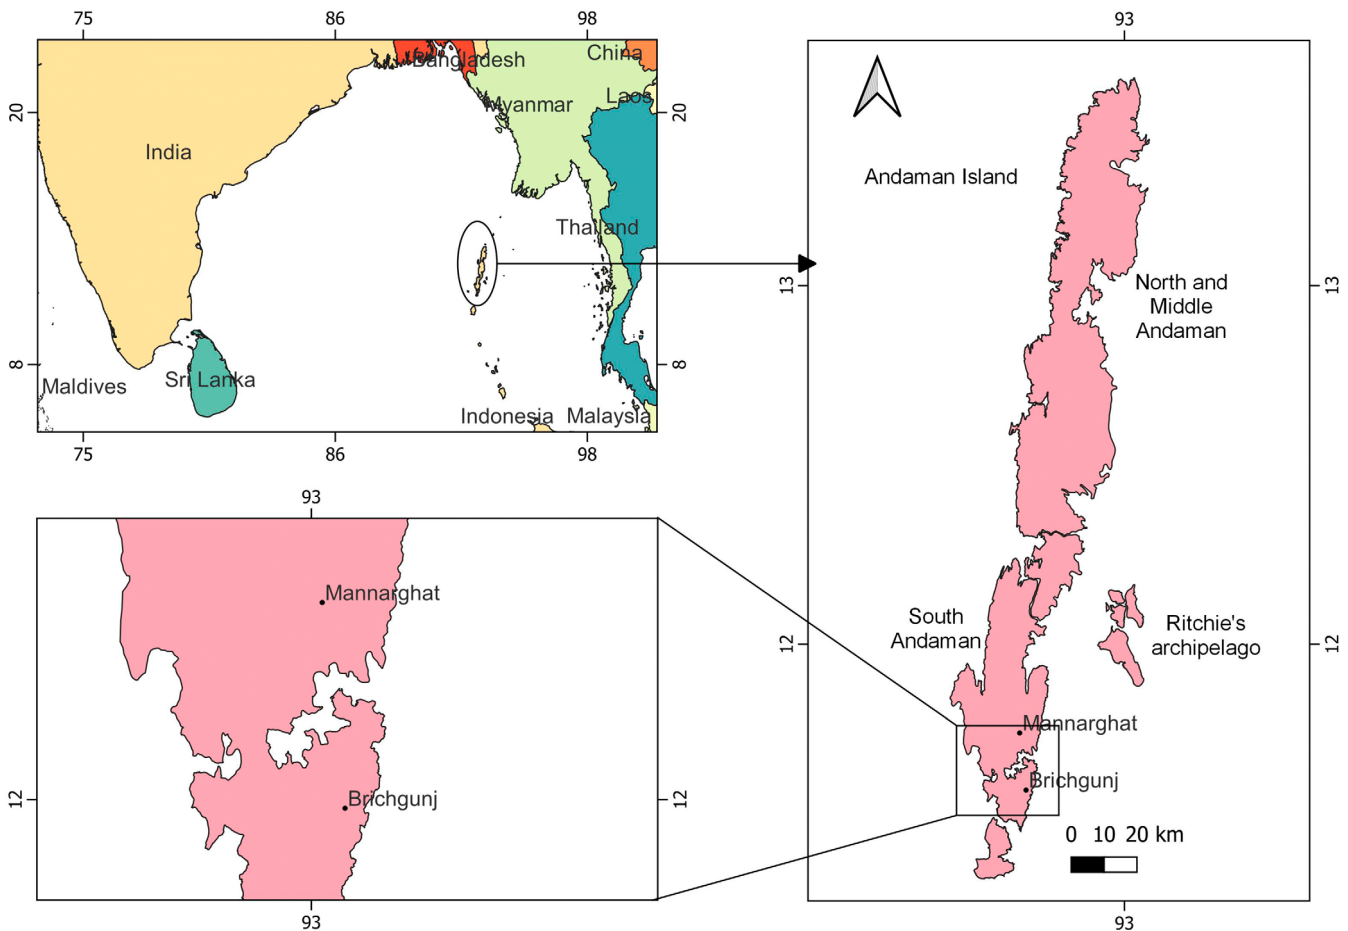 75
86
98
93
Bangladesh
China
Myanmar
Laos
20
20
India
Thailand
8
8
Maldives
Sri Lanka
Indonesia
Malaysia
75
86
98
Andaman Island
13
13
North and
Middle
Andaman
South
Andaman
Ritchie's
archipelago
12
12
Mannarghat
Brichgunj
0 10 20 km
93
93
Mannarghat
Brichgunj
12
12
93